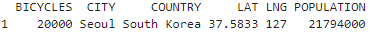 BICYCLES CITY COUNTRY LAT LNG POPULATION
1 20000 Seoul South Korea 37.5833 127 21794000